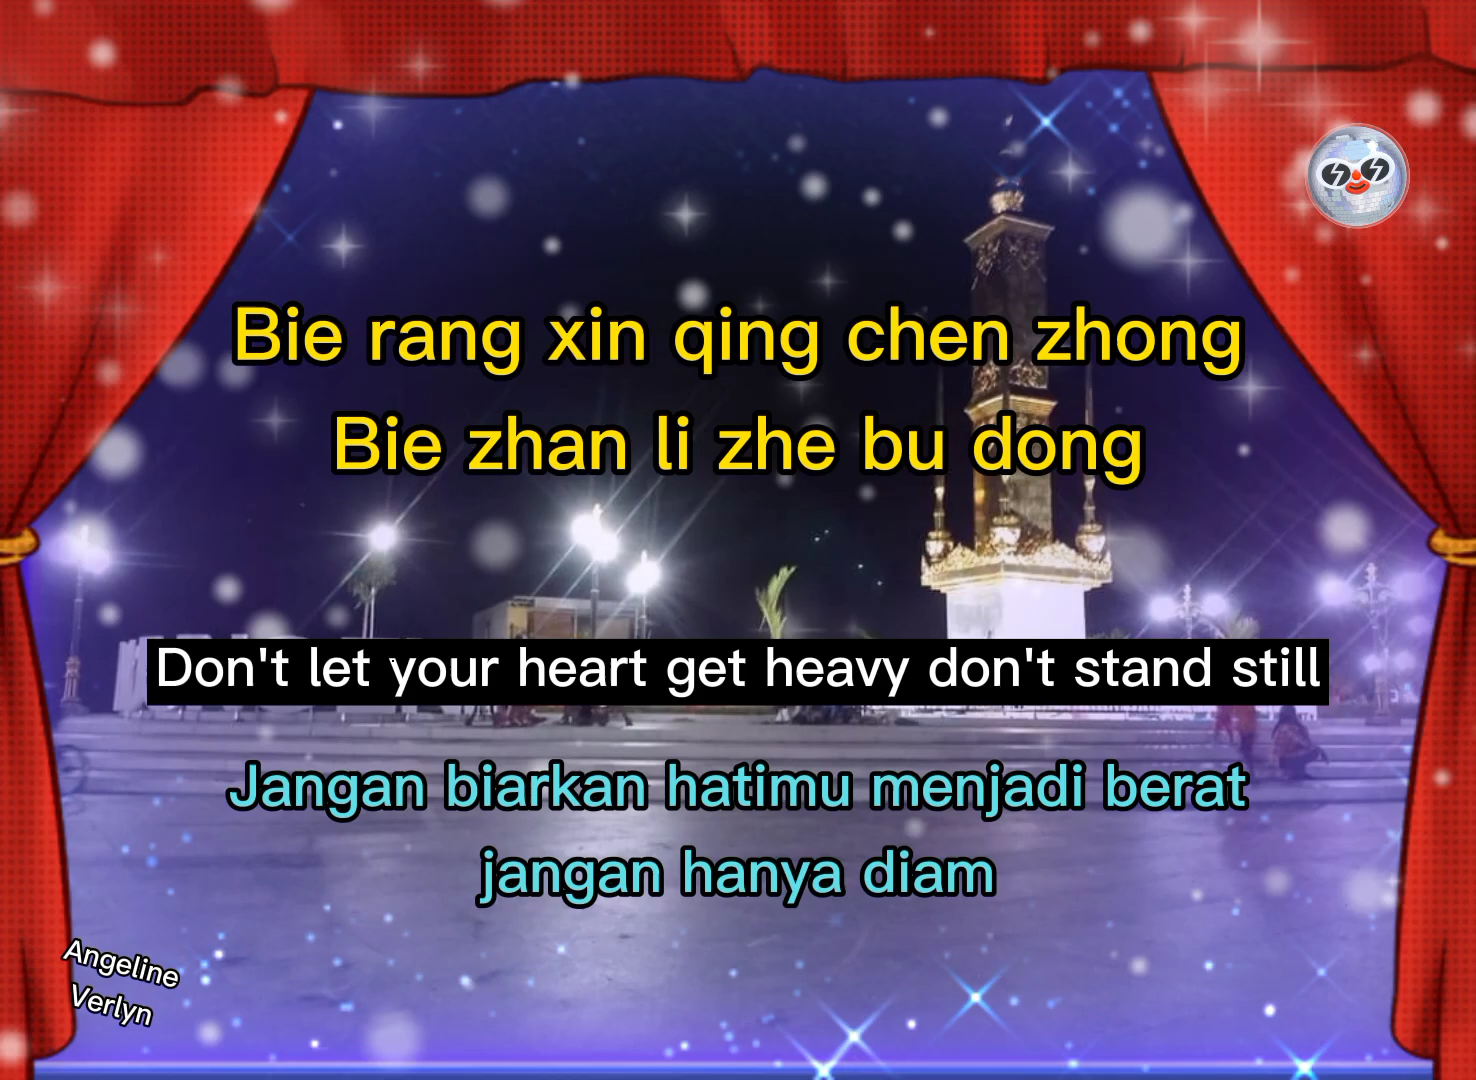 Bie rang xin qing chen zhong
Bie zhan li zhe bu dong
Don't let your heart get heavy don't stand still
Jangan biarkan hatimu menjadi berat
jangan hanya diam
Angeline
Verlyn